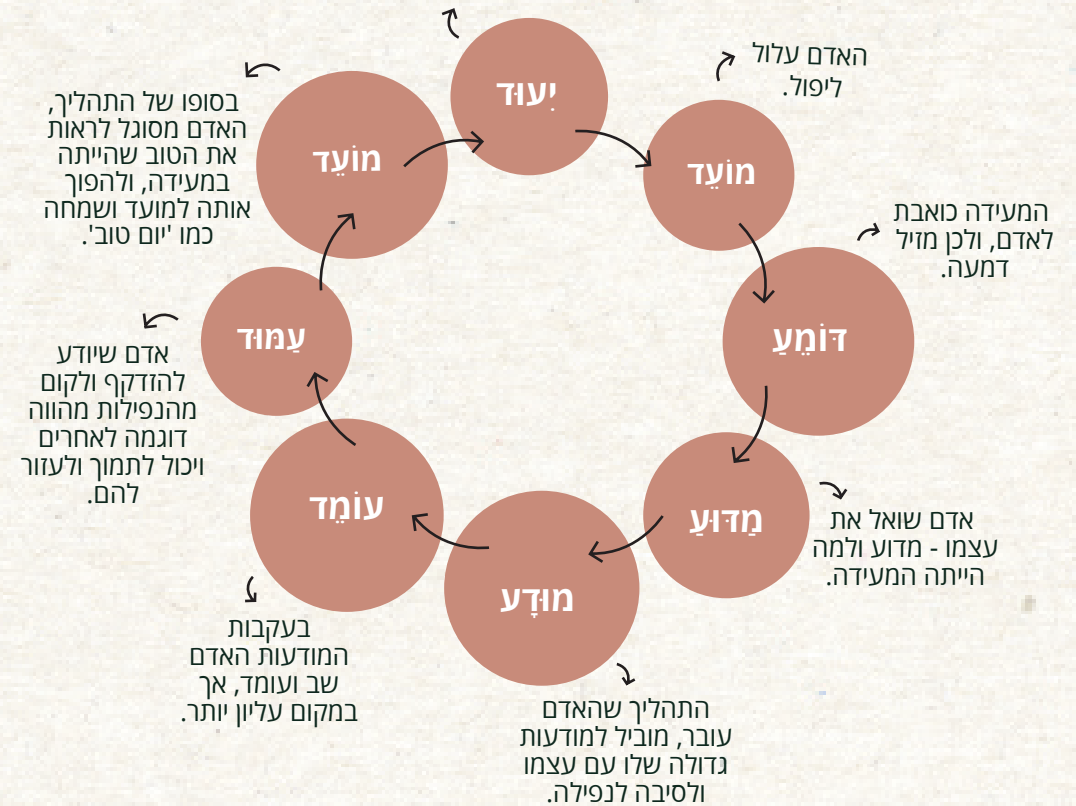 יִעוּד
האדם עלול
ליפול.
מוֹעֵד
המעידה כואבת
לאדם, ולכן מזיל
דמעה.
דּוֹמֵעַ
אדם שואל את
עצמו - מדוע ולמה
הייתה המעידה.
מַדּוּעַ
מוּדָע
התהליך שהאדם
עובר, מוביל למודעות
גדולה שלו עם עצמו
ולסיבה לנפילה.
עוֹמֵד
בעקבות
המודעות האדם
שב ועומד, אך
במקום עליון יותר.
עַמּוּד
אדם שיודע
להזדקף ולקום
מהנפילות מהווה
דוגמה לאחרים
ויכול לתמוך ולעזור
להם.
מוֹעֵד
בסופו של התהליך,
האדם מסוגל לראות
את הטוב שהייתה
במעידה, ולהפוך
אותה למועד ושמחה
כמו 'יום טוב'.